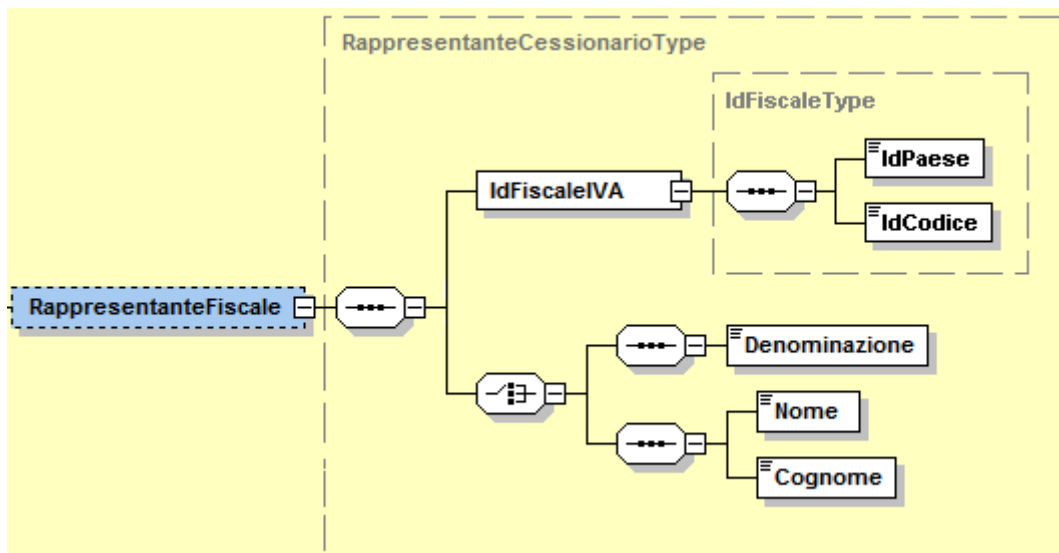 RappresentanteCessionarioType
IdFiscaleType
IdPaese
IdFiscaleIVA
IdCodice
RappresentanteFiscale
Denominazione
Nome
Cognome